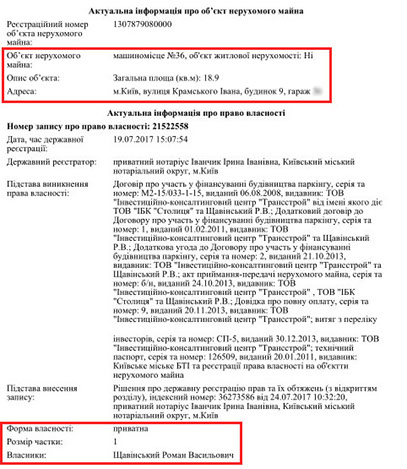 Актуальна інформація про об’єкт нерухомого майна
Реєстраційний номер 1307879080000
об’єкта нерухомого
майна:
Об’єкт нерухомого машиномісце №36, об'єкт житлової нерухомості: Ні
майна:
Опис об’єкта: Загальна площа (кв.м): 18.9
Адреса: м.Київ, вулиця Крамського Івана, будинок 9, гараж
Актуальна інформація про право власності
Номер запису про право власності: 21522558
Дата, час державної 19.07.2017 15:07:54
реєстрації:
Державний реєстратор: приватний нотаріус Іванчик Ірина Іванівна, Київський міський
нотаріальний округ, м.Київ
Підстава виникнення Договір про участь у фінансуванні будівництва паркінгу, серія та
права власності: номер: М2-15/033-1-15, виданий 06.08.2008, видавник: ТОВ
"Інвестиційно-консалтинговий центр "Трансстрой" від імені якого діє
ТОВ "ІБК "Столиця" та Щавінський Р.В.; Додатковий договір до
Договору про участь у фінансуванні будівництва паркінгу, серія та
номер: 1, виданий 01.02.2011, видавник: ТОВ
"Інвестиційно-консалтинговий центр "Трансстрой" та Щавінський
Р.В.; Додаткова угода до Договору про участь у фінансуванні
будівництва паркінгу, серія та номер: 2, виданий 21.10.2013,
видавник: ТОВ "Інвестиційно-консалтинговий центр "Трансстрой" та
Щавінський Р.В.; акт приймання-передачі нерухомого майна, серія та
номер: б/н, виданий 24.10.2013, видавник: ТОВ
"Інвестиційно-консалтинговий центр "Трансстрой" , ТОВ "ІБК
"Столиця" та Щавінський Р.В.; Довідка про повну оплату, серія та
номер: 9, виданий 20.11.2013, видавник: ТОВ
"Інвестиційно-консалтинговий центр "Трансстрой"; витяг з переліку
інвесторів, серія та номер: СП-5, виданий 30.12.2013, видавник: ТОВ
"Інвестиційно-консалтинговий центр "Трансстрой"; технічний
паспорт, серія та номер: 126509, виданий 20.01.2011, видавник:
Київське міське БТІ та реєстрації права власності на об'єктти
нерухомого майна
Підстава внесення Рішення про державну реєстрацію прав та їх обтяжень (з відкриттям
запису: розділу), індексний номер: 36273586 від 24.07.2017 10:32:20,
приватний нотаріус Іванчик Ірина Іванівна, Київський міський
нотаріальний округ, м.Київ
Форма власності: приватна
Розмір частки: 1
Власники: Щавінський Роман Васильович